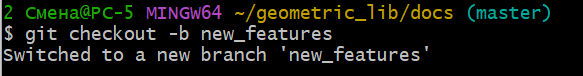 2 Смена@PC-5 MINGW64 ~/geometric_lib/docs (master)
$ git checkout -b new_features
Switched to a new branch 'new_features'